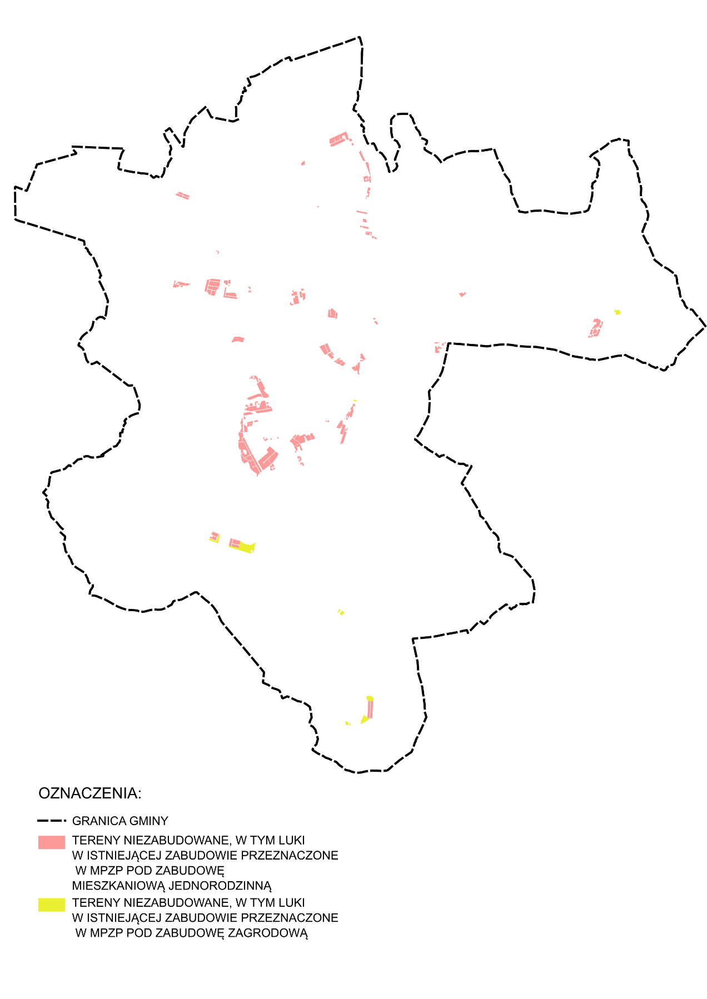 OZNACZENIA:
GRANICA GMINY
TERENY NIEZABUDOWANE, W TYM LUKI
W ISTNIEJĄCEJ ZABUDOWIE PRZEZNACZONE
W MPZP POD ZABUDOWĘ
MIESZKANIOWĄ JEDNORODZINNĄ
TERENY NIEZABUDOWANE, W TYM LUKI
W ISTNIEJĄCEJ ZABUDOWIE PRZEZNACZONE
W MPZP POD ZABUDOWĘ ZAGRODOWĄ